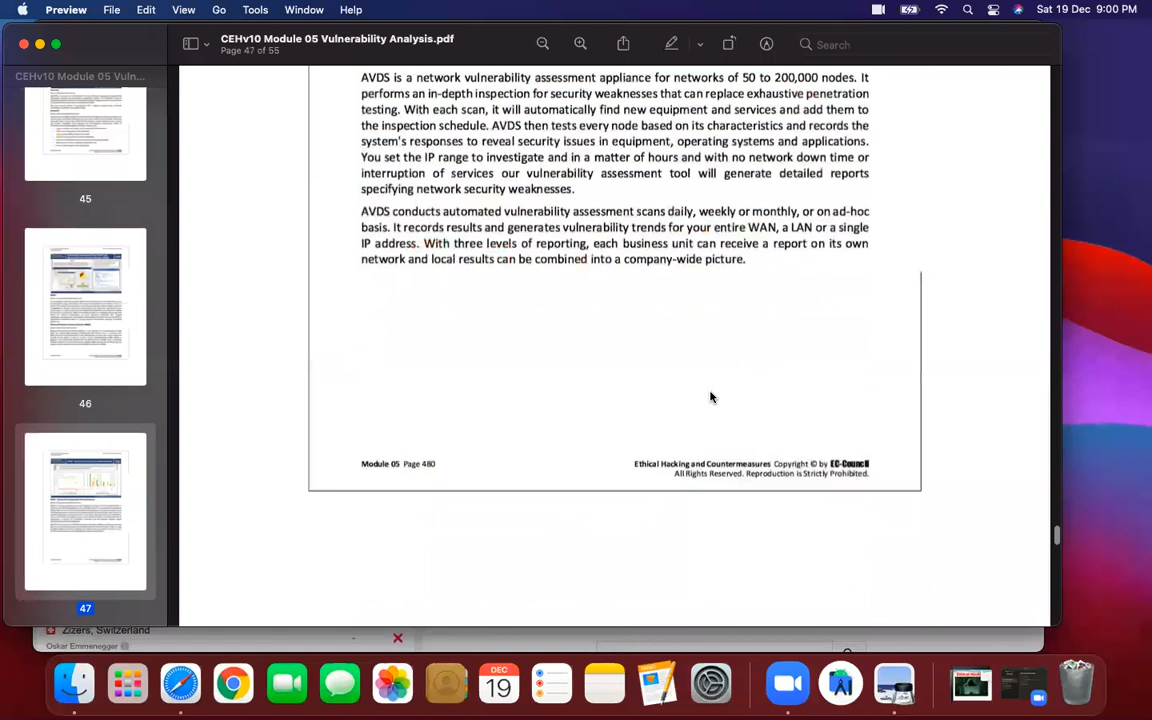 Preview File Edit View Go Tools Window Help Sat 19 Dec 9:00 PM
CEHv10 Module 05 Vulnerability Analysis.pdf
Page 47 of 55
Search
CEHv10 Module 05 Vuln...
45
46
47
AVDS is a network vulnerability assessment appliance for networks of 50 to 200,000 nodes. It
performs an in-depth inspection for security weaknesses that can replace exhaustive penetration
testing. With each scan, it will automatically find new equipment and services and add them to
the inspection schedule. AVDS then tests every node based on its characteristics and records the
system's responses to reveal security issues in equipment, operating systems and applications.
You set the IP range to investigate and in a matter of hours and with no network down time or
interruption of services our vulnerability assessment tool will generate detailed reports
specifying network security weaknesses.
AVDS conducts automated vulnerability assessment scans daily, weekly or monthly, or on ad-hoc
basis. It records results and generates vulnerability trends for your entire WAN, a LAN or a single
IP address. With three levels of reporting, each business unit can receive a report on its own
network and local results can be combined into a company-wide picture.
Module 05 Page 480
Ethical Hacking and Countermeasures Copyright © by EC-Council
All Rights Reserved. Reproduction is Strictly Prohibited.
Zizers, Switzerland
Oskar Emmenegger
DEC
19